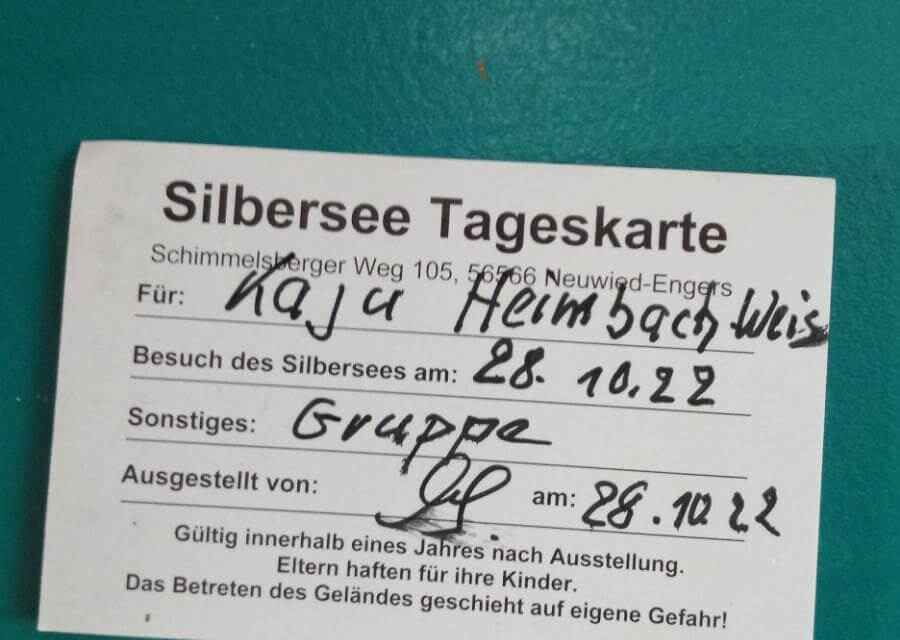 Silbersee Tageskarte
Schimmelsberger Weg 105, 56566 Neuwied-Engers
Für: Kaju Heimbach-Weis
Besuch des Silbersees am: 28.10.22
Sonstiges: Gruppe
Ausgestellt von: am: 28.10.22
Gültig innerhalb eines Jahres nach Ausstellung.
Eltern haften für ihre Kinder.
Das Betreten des Geländes geschieht auf eigene Gefahr!